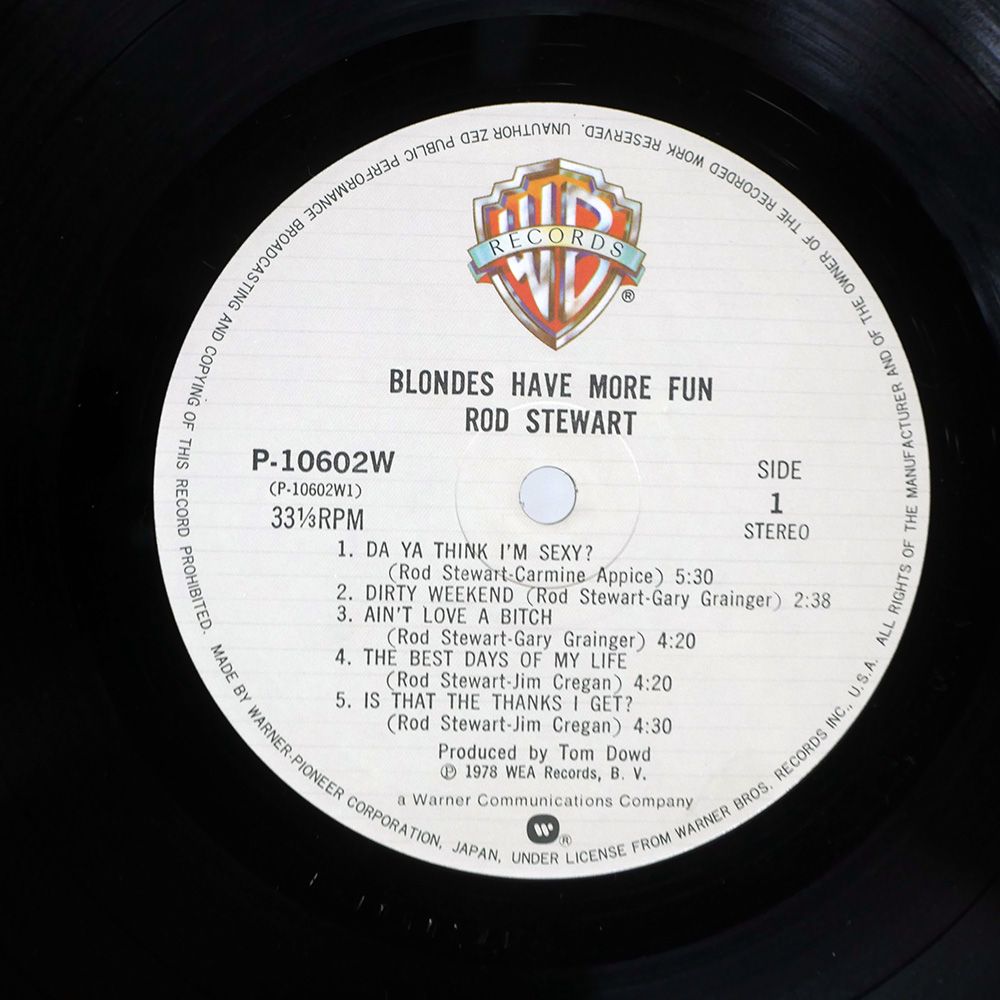 WB
RECORDS
®
BLONDES HAVE MORE FUN
ROD STEWART
P-10602W
(P-10602W1)
33⅓RPM
SIDE
1
STEREO
1. DA YA THINK I'M SEXY?
(Rod Stewart-Carmine Appice) 5:30
2. DIRTY WEEKEND (Rod Stewart-Gary Grainger) 2:38
3. AIN'T LOVE A BITCH
(Rod Stewart-Gary Grainger) 4:20
4. THE BEST DAYS OF MY LIFE
(Rod Stewart-Jim Cregan) 4:20
5. IS THAT THE THANKS I GET?
(Rod Stewart-Jim Cregan) 4:30
Produced by Tom Dowd
Ⓟ 1978 WEA Records, B. V.
a Warner Communications Company
®
MADE BY WARNER-PIONEER CORPORATION, JAPAN, UNDER LICENSE FROM WARNER BROS. RECORDS INC., U.S.A. ALL RIGHTS OF THE MANUFACTURER AND OF THE OWNER OF THE RECORDED WORK RESERVED. UNAUTHOR ZED PUBLIC PERFORMANCE BROADCASTING AND COPYING OF THIS RECORD PROHIBITED.